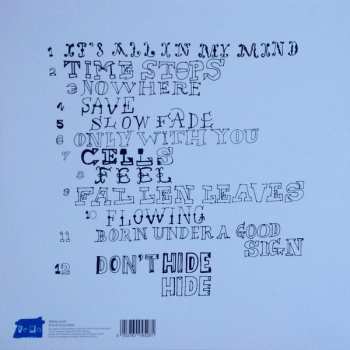 1 IT'S ALL IN MY MIND
2 TIME STOPS
3 NOWHERE
4 SAVE
5 SLOW FADE
6 ONLY WITH YOU
7 CELLS
8 FEEL
9 FALLEN LEAVES
10 FLOWING
11 BORN UNDER A GOOD
SIGN
12 DON'T HIDE
HIDE